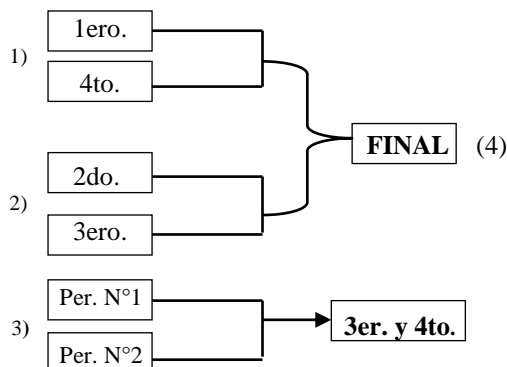 1)
1ero.
4to.
FINAL (4)
2)
2do.
3ero.
3)
Per. N°1
Per. N°2
3er. y 4to.